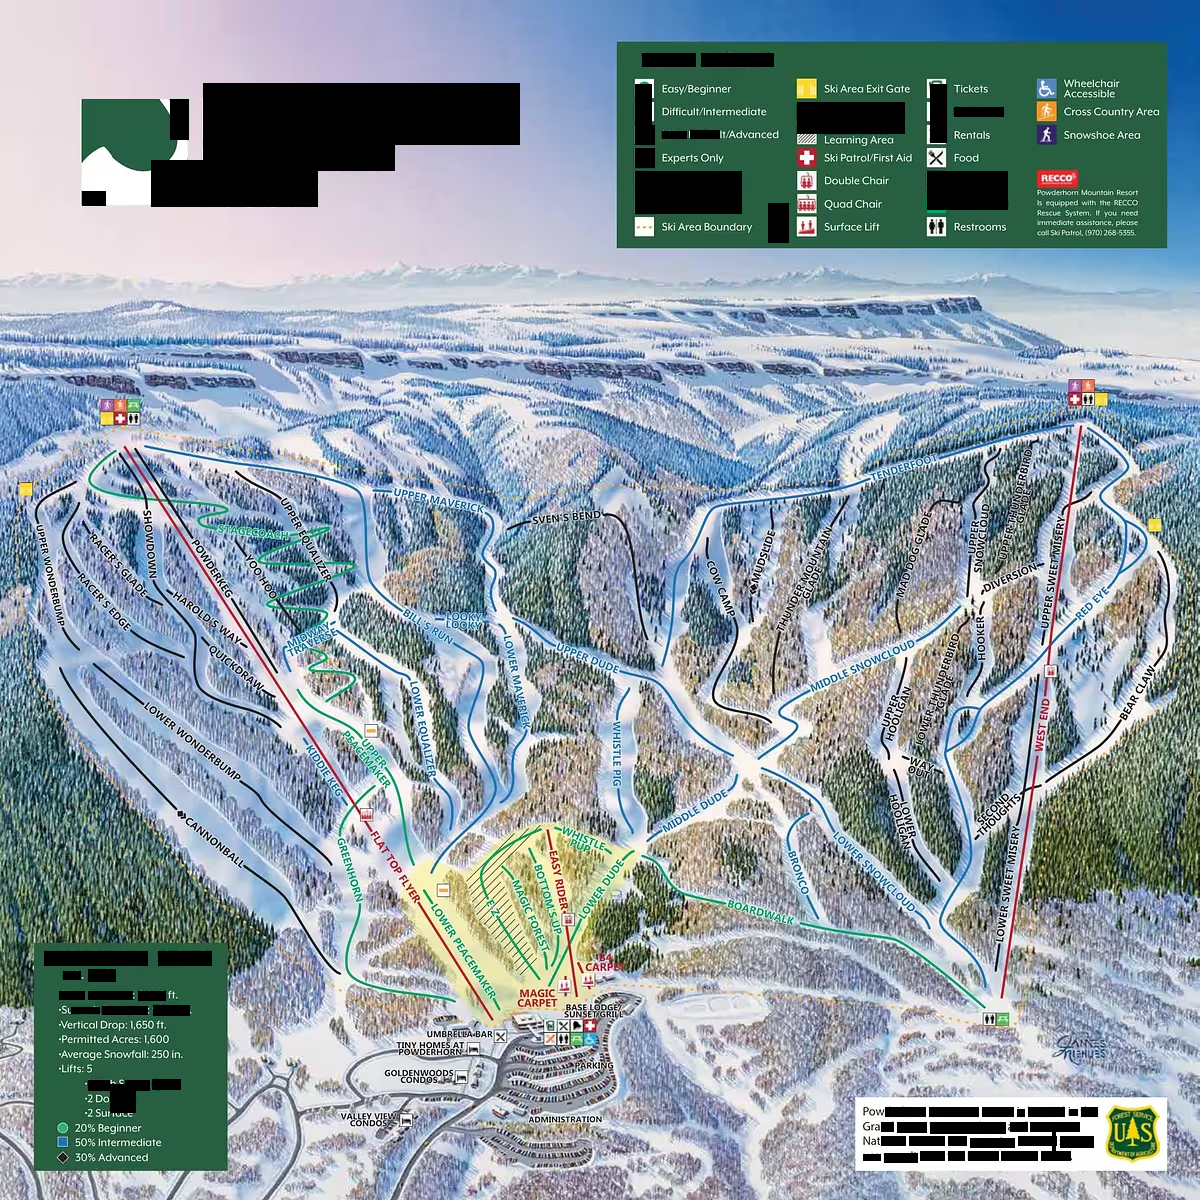 Easy/Beginner
Difficult/Intermediate
t/Advanced
Experts Only
Ski Area Boundary
Ski Area Exit Gate
Learning Area
Ski Patrol/First Aid
Double Chair
Quad Chair
Surface Lift
Tickets
Rentals
Food
Restrooms
Wheelchair
Accessible
Cross Country Area
Snowshoe Area
RECCO
Powderhorn Mountain Resort
is equipped with the RECCO
Rescue System. If you need
immediate assistance, please
call Ski Patrol, (970) 268-5355.
TENDERFOOT
UPPER MAVERICK
SVEN'S BEND
STAGECOACH
UPPER EQUALIZER
SHOWDOWN
POWDERKEG
YOO HOO
UPPER WONDERBUMP
RACER'S GLADE
RACER'S EDGE
HAROLD'S WAY
QUICKDRAW
MIDWAY
TRAVERSE
BILL'S RUN
LOOKY
LOOKY
LOWER MAVERICK
UPPER DUDE
COW CAMP
MUDSLIDE
THUNDER MOUNTAIN
GLADE
MAD DOG GLADE
UPPER
SNOWCLOUD
UPPER THUNDERBIRD
GLADE
DIVERSION
UPPER SWEET MISERY
RED EYE
HOOKER
MIDDLE SNOWCLOUD
LOWER THUNDERBIRD
GLADE
UPPER
HOOLIGAN
WAY
OUT
LOWER
HOOLIGAN
WEST END
BEAR CLAW
SECOND
THOUGHTS
LOWER SWEET MISERY
LOWER EQUALIZER
WHISTLE PIG
UPPER
PEACEMAKER
KIDDIE KEG
LOWER WONDERBUMP
CANNONBALL
GREENHORN
FLAT TOP FLYER
MIDDLE DUDE
LOWER SNOWCLOUD
BRONCO
BOARDWALK
WHISTLE
PUP
EASY RIDER
LOWER DUDE
BOTTOM'S UP
MAGIC FOREST
E-Z
LOWER PEACEMAKER
B4
CARPET
MAGIC
CARPET
BASE LODGE/
SUNSET GRILL
UMBRELLA BAR
TINY HOMES AT
POWDERHORN
GOLDENWOODS
CONDOS
VALLEY VIEW
CONDOS
PARKING
ADMINISTRATION
JAMES
NIEHUES
ft.
•Su
•Vertical Drop: 1,650 ft.
•Permitted Acres: 1,600
•Average Snowfall: 250 in.
•Lifts: 5
•2 Do
•2 Surface
20% Beginner
50% Intermediate
30% Advanced
Pow
Gra
Nat
FOREST SERVICE
U S
DEPARTMENT OF AGRICULTURE